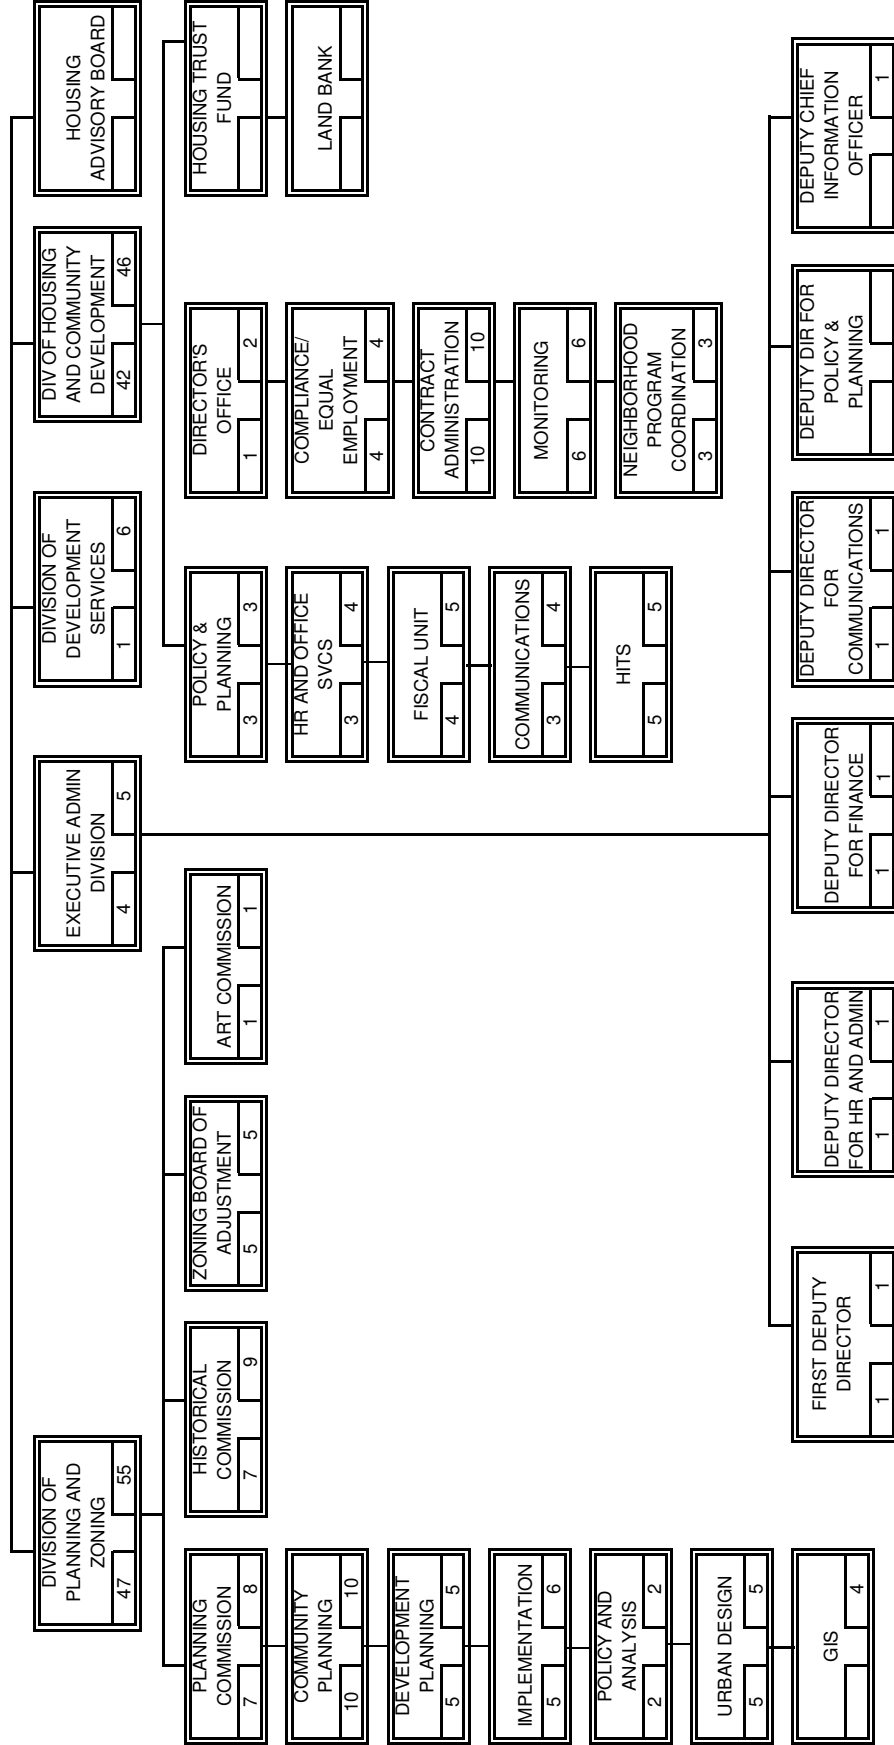 DIVISION OF
PLANNING AND
ZONING
47 55
EXECUTIVE ADMIN
DIVISION
4 5
DIVISION OF
DEVELOPMENT
SERVICES
1 6
DIV OF HOUSING
AND COMMUNITY
DEVELOPMENT
42 46
HOUSING
ADVISORY BOARD
PLANNING
COMMISSION
7 8
HISTORICAL
COMMISSION
7 9
ZONING BOARD OF
ADJUSTMENT
5 5
ART COMMISSION
1 1
POLICY &
PLANNING
3 3
DIRECTOR'S
OFFICE
1 2
HOUSING TRUST
FUND
COMMUNITY
PLANNING
10 10
HR AND OFFICE
SVCS
3 4
COMPLIANCE/
EQUAL
EMPLOYMENT
4 4
LAND BANK
DEVELOPMENT
PLANNING
5 5
FISCAL UNIT
4 5
CONTRACT
ADMINISTRATION
10 10
IMPLEMENTATION
5 6
COMMUNICATIONS
3 4
MONITORING
6 6
POLICY AND
ANALYSIS
2 2
HITS
5 5
NEIGHBORHOOD
PROGRAM
COORDINATION
3 3
URBAN DESIGN
5 5
GIS
4
FIRST DEPUTY
DIRECTOR
1 1
DEPUTY DIRECTOR
FOR HR AND ADMIN
1 1
DEPUTY DIRECTOR
FOR FINANCE
1 1
DEPUTY DIRECTOR
FOR
COMMUNICATIONS
1 1
DEPUTY DIR FOR
POLICY &
PLANNING
DEPUTY CHIEF
INFORMATION
OFFICER
1